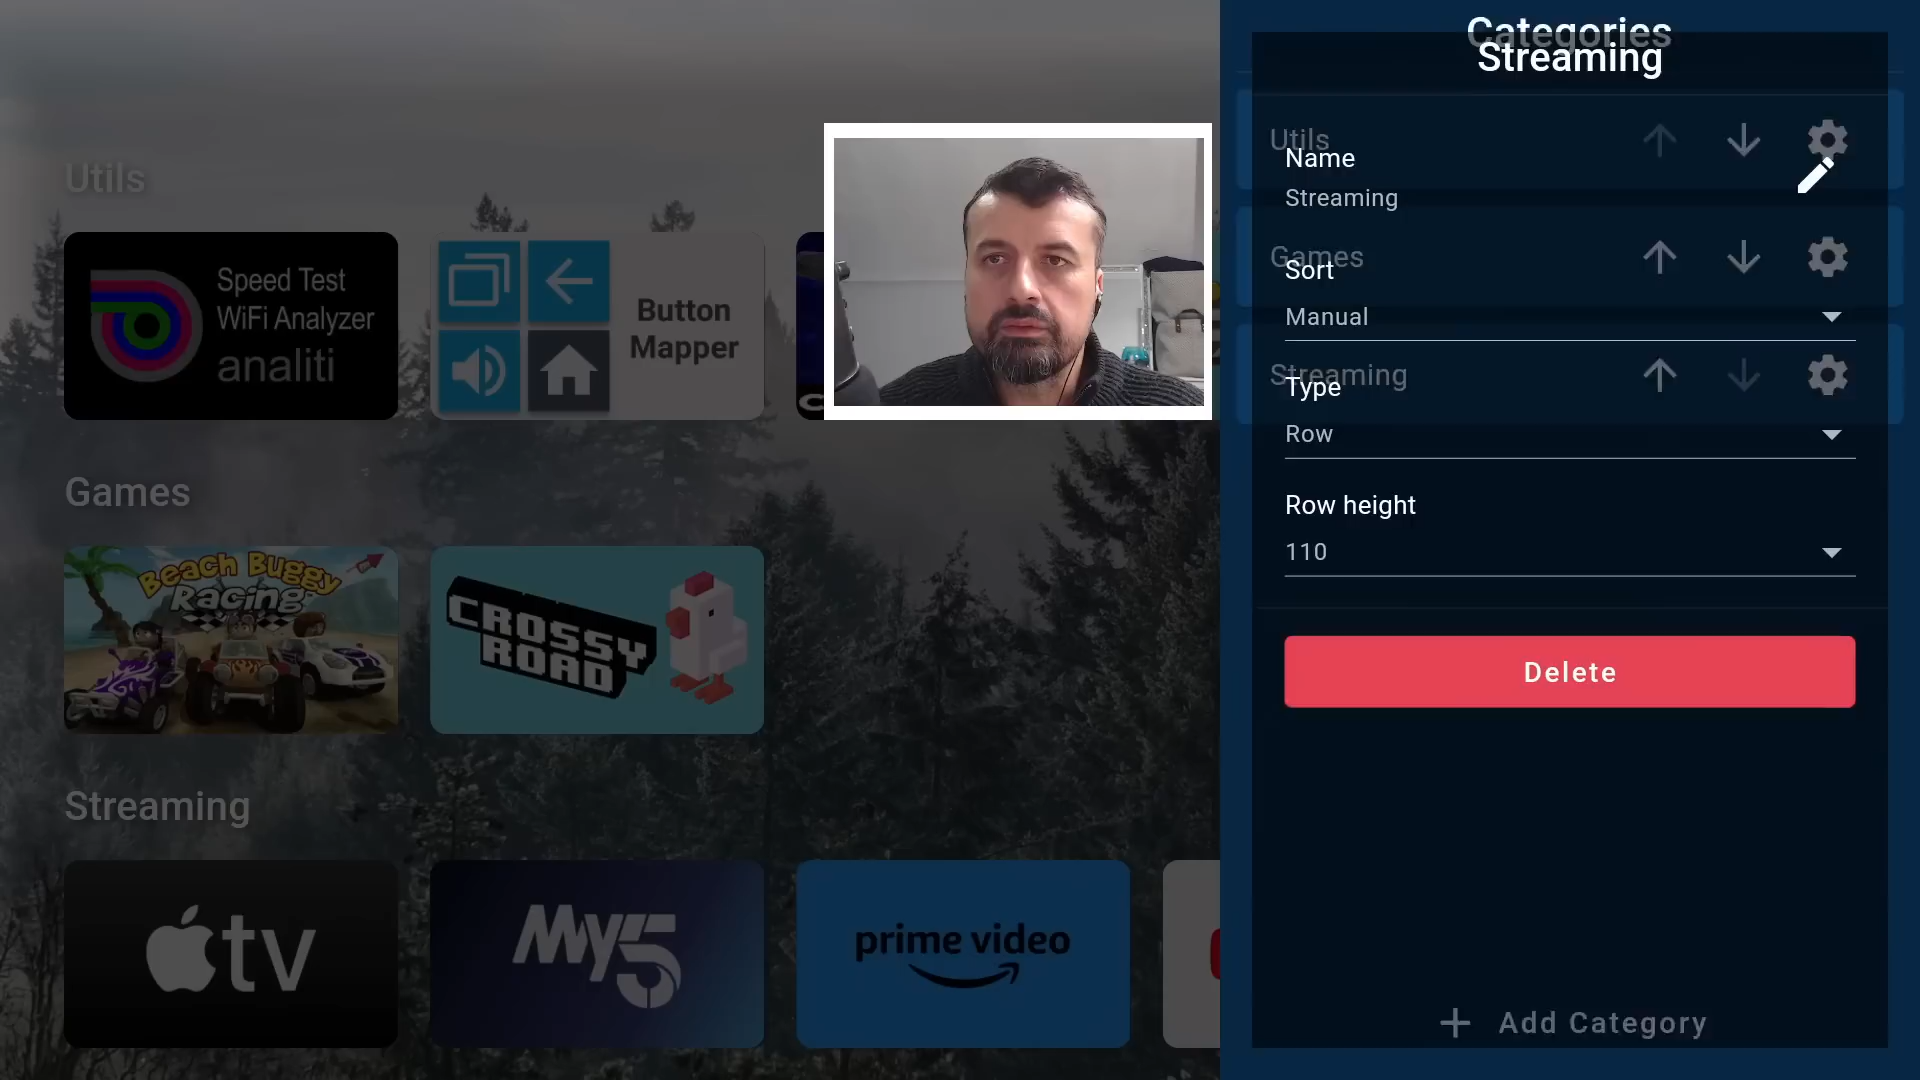 Categories
Streaming
Utils
Name
Streaming
Games
Sort
Manual
Streaming
Type
Row
Row height
110
Delete
Add Category
Utils
Speed Test
WiFi Analyzer
analiti
Button
Mapper
Games
Beach Buggy
Racing
CROSSY
ROAD
Streaming
tv
My5
prime video